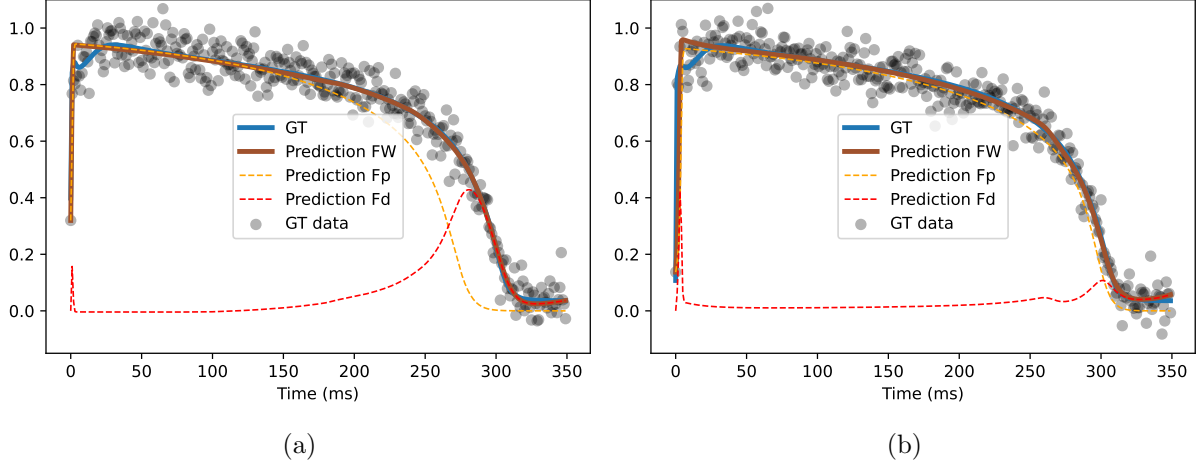 1.0
0.8
0.6
0.4
0.2
0.0
GT
Prediction FW
Prediction Fp
Prediction Fd
GT data
0 50 100 150 200 250 300 350
Time (ms)
(a)
1.0
0.8
0.6
0.4
0.2
0.0
GT
Prediction FW
Prediction Fp
Prediction Fd
GT data
0 50 100 150 200 250 300 350
Time (ms)
(b)